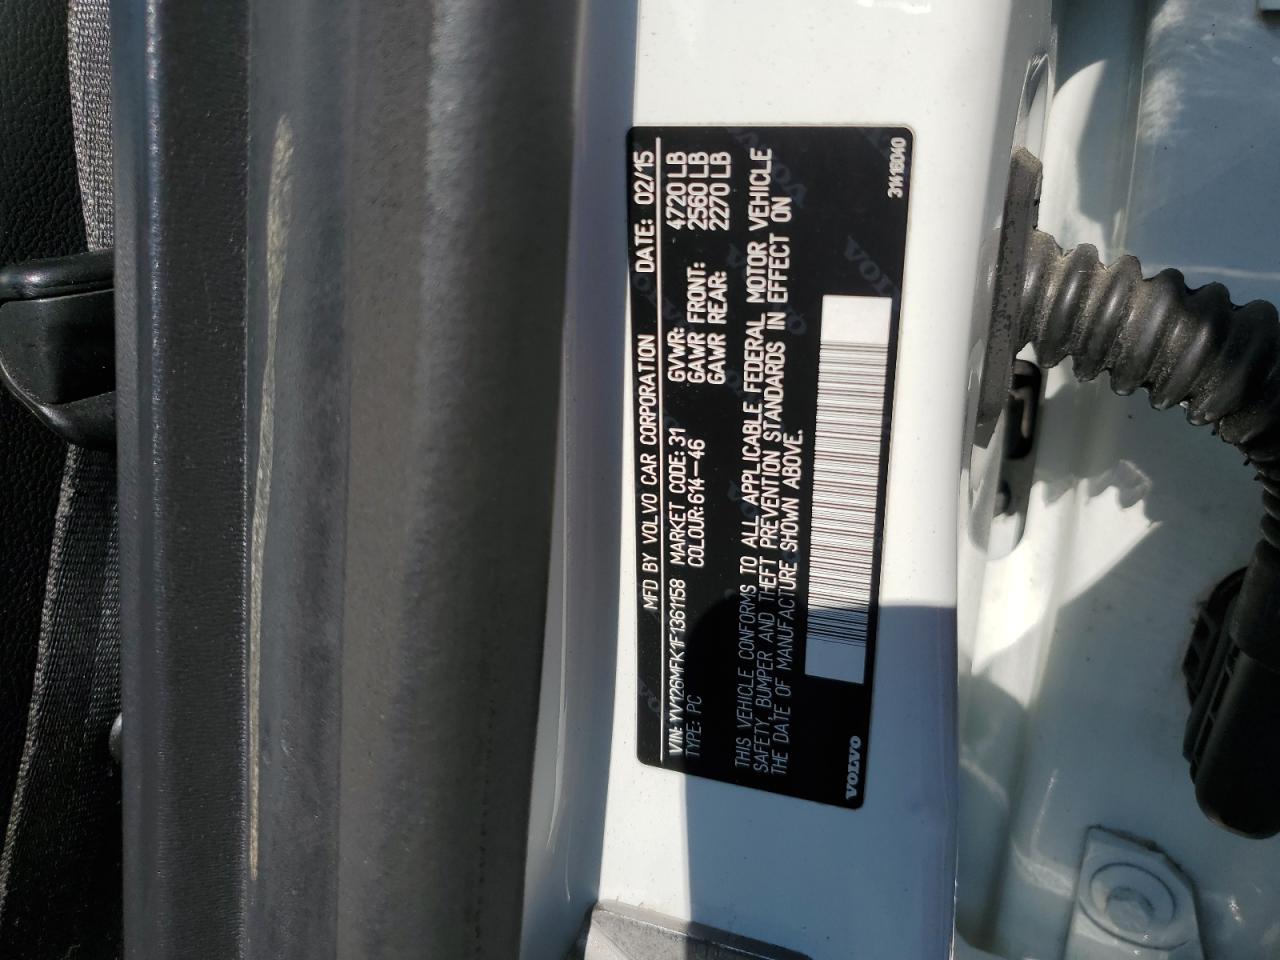 MFD BY VOLVO CAR CORPORATION DATE: 02/15
VIN: YV126MFK1F1361158 MARKET CODE: 31 GVWR: 4720 LB
TYPE: PC COLOUR: 614-46 GAWR FRONT: 2560 LB
GAWR REAR: 2270 LB
THIS VEHICLE CONFORMS TO ALL APPLICABLE FEDERAL MOTOR VEHICLE
SAFETY, BUMPER AND THEFT PREVENTION STANDARDS IN EFFECT ON
THE DATE OF MANUFACTURE SHOWN ABOVE.
VOLVO
31418040